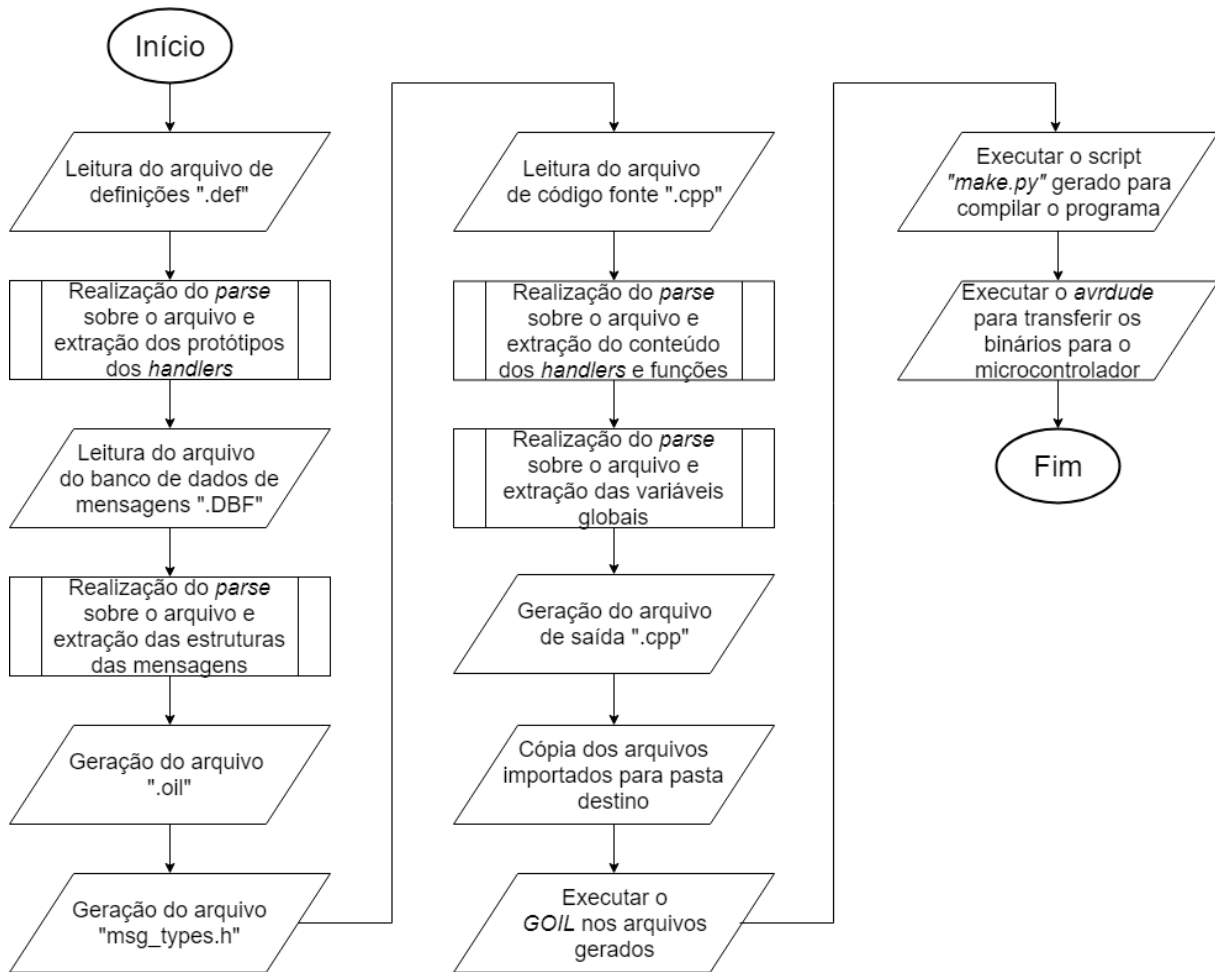 Início
Leitura do arquivo de
definições ".def"
Realização do parse
sobre o arquivo e
extração dos protótipos
dos handlers
Leitura do arquivo
do banco de dados de
mensagens ".DBF"
Realização do parse
sobre o arquivo e
extração das estruturas
das mensagens
Geração do arquivo
".oil"
Geração do arquivo
"msg_types.h"
Leitura do arquivo
de código fonte ".cpp"
Realização do parse
sobre o arquivo e
extração do conteúdo
dos handlers e funções
Realização do parse
sobre o arquivo e
extração das variáveis
globais
Geração do arquivo
de saída ".cpp"
Cópia dos arquivos
importados para pasta
destino
Executar o
GOIL nos arquivos
gerados
Executar o script
"make.py" gerado para
compilar o programa
Executar o avrdude
para transferir os
binários para o
microcontrolador
Fim